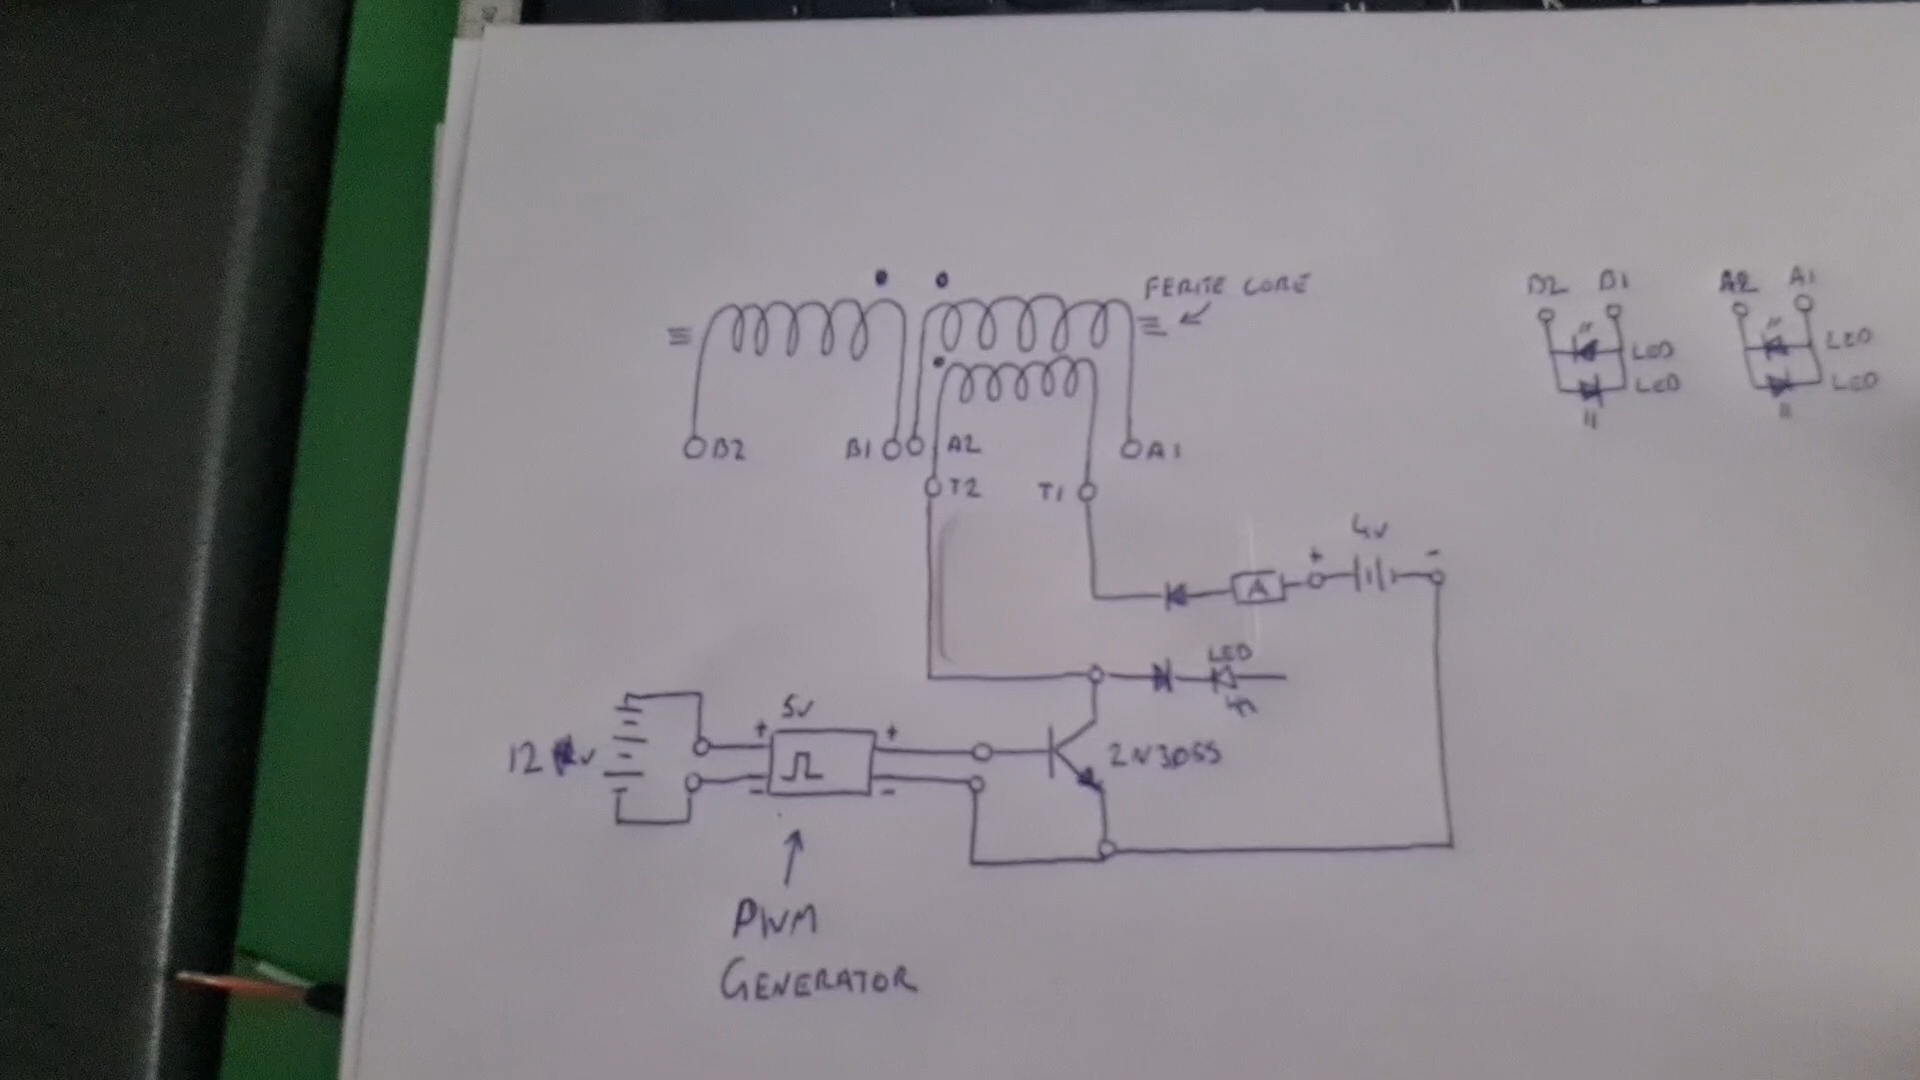 FERITE CORE
B2 B1 A2 A1
LED
LED
LED
LED
B2 B1 A2 A1
T2 T1
4v
+ -
A
LED
5v
+ +
12 v
2N3055
- -
PWM
GENERATOR